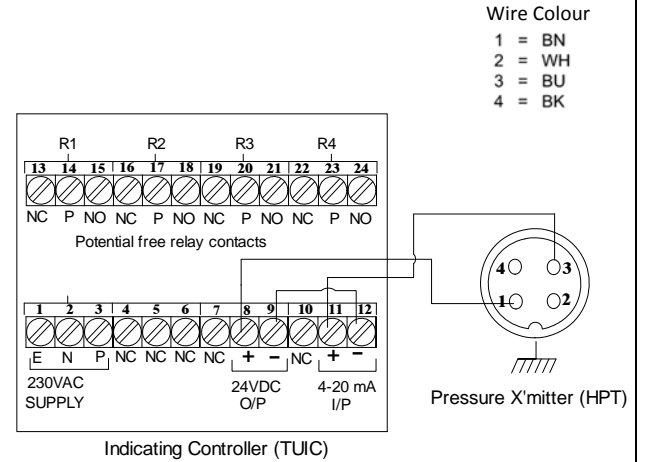 Wire Colour
1 = BN
2 = WH
3 = BU
4 = BK
R1 R2 R3 R4
13 14 15 16 17 18 19 20 21 22 23 24
NC P NO NC P NO NC P NO NC P NO
Potential free relay contacts
4 3
1 2
1 2 3 4 5 6 7 8 9 10 11 12
E N P NC NC NC NC + - NC + -
230VAC
SUPPLY
24VDC
O/P
4-20 mA
I/P
Pressure X'mitter (HPT)
Indicating Controller (TUIC)